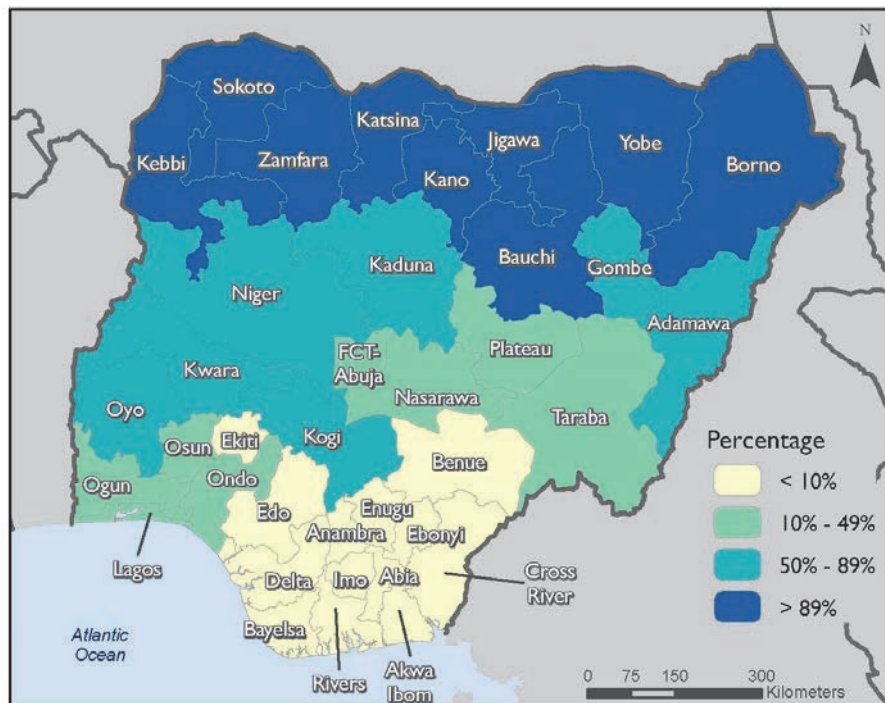 N
Sokoto
Katsina
Jigawa
Yobe
Borno
Kebbi
Zamfara
Kano
Bauchi
Gombe
Kaduna
Niger
Adamawa
FCT-
Abuja
Plateau
Kwara
Nasarawa
Taraba
Oyo
Osun
Ekiti
Kogi
Benue
Ogun
Ondo
Edo
Enugu
Anambra
Ebonyi
Lagos
Delta
Imo
Abia
Cross
River
Bayelsa
Rivers
Akwa
Ibom
Atlantic
Ocean
Percentage
< 10%
10% - 49%
50% - 89%
> 89%
0 75 150 300
Kilometers